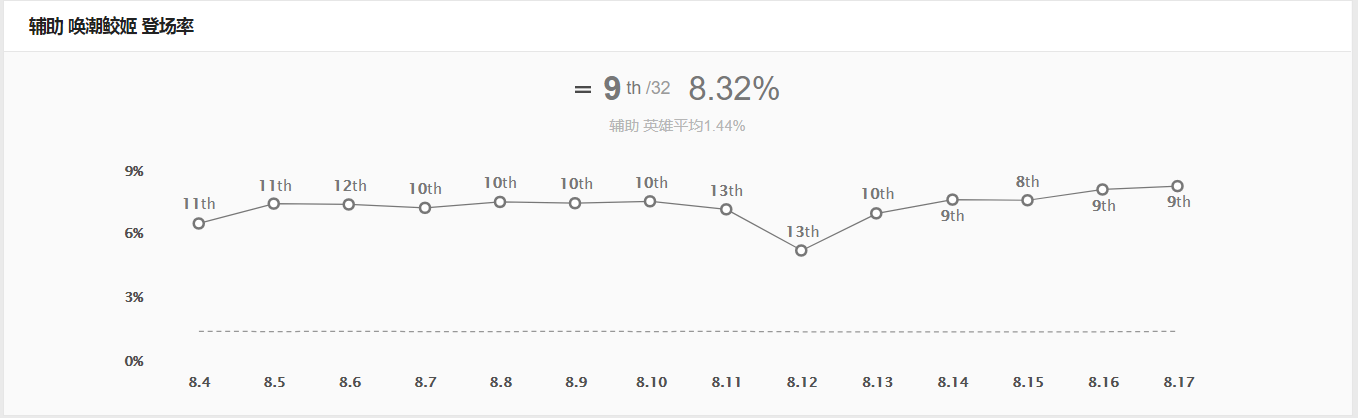 辅助 唤潮鲛姬 登场率
= 9 th /32 8.32%
辅助 英雄平均1.44%
9%
11th 11th 12th 10th 10th 10th 10th 13th 13th 10th 9th 8th 9th 9th
6%
3%
0%
8.4 8.5 8.6 8.7 8.8 8.9 8.10 8.11 8.12 8.13 8.14 8.15 8.16 8.17